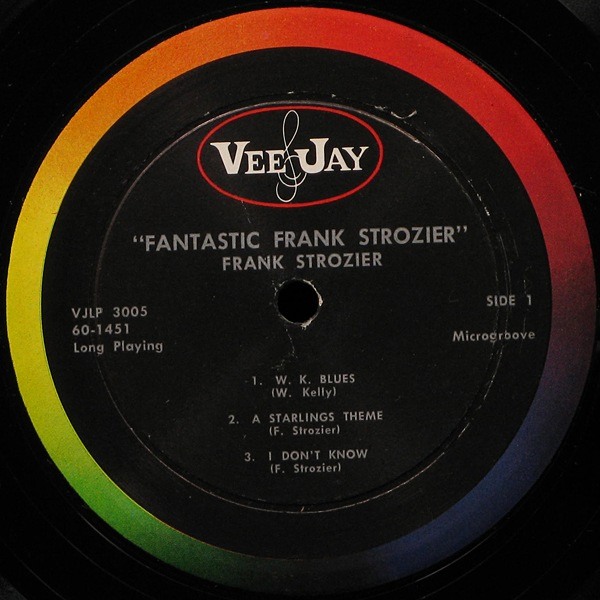 VEE JAY
"FANTASTIC FRANK STROZIER"
FRANK STROZIER
VJLP 3005
60-1451
Long Playing
SIDE 1
Microgroove
1. W. K. BLUES
(W. Kelly)
2. A STARLINGS THEME
(F. Strozier)
3. I DON'T KNOW
(F. Strozier)